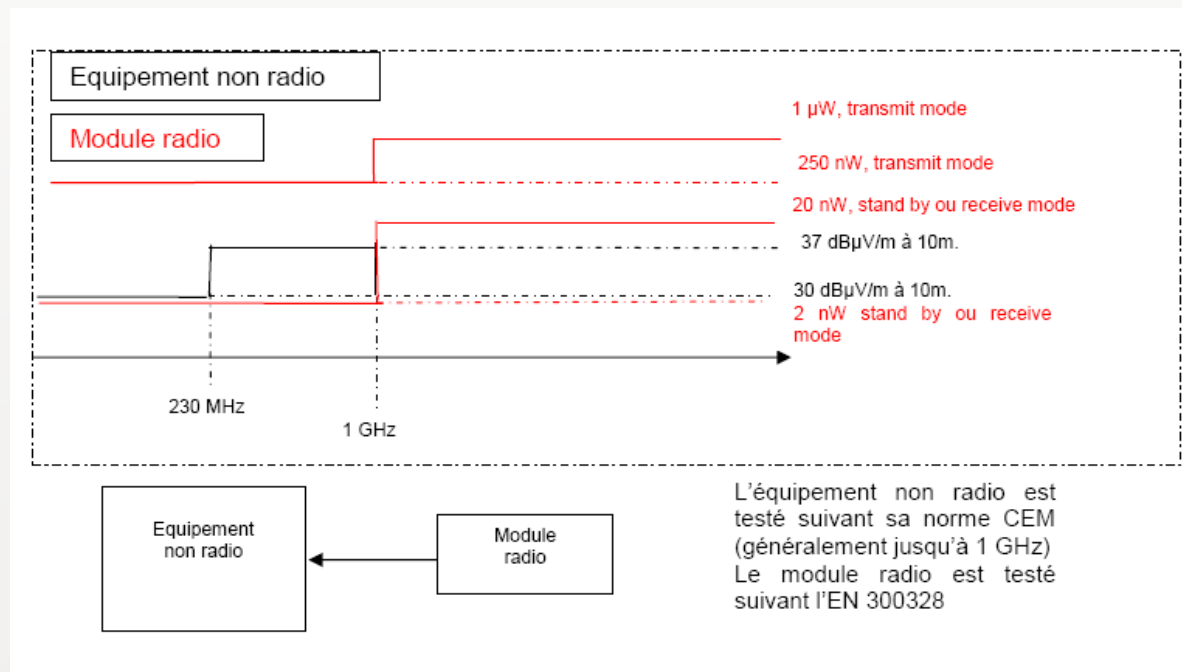 Equipement non radio
Module radio
1 µW, transmit mode
250 nW, transmit mode
20 nW, stand by ou receive mode
37 dBµV/m à 10m.
30 dBµV/m à 10m.
2 nW stand by ou receive
mode
230 MHz
1 GHz
Equipement
non radio
Module
radio
L'équipement non radio est
testé suivant sa norme CEM
(généralement jusqu'à 1 GHz)
Le module radio est testé
suivant l'EN 300328